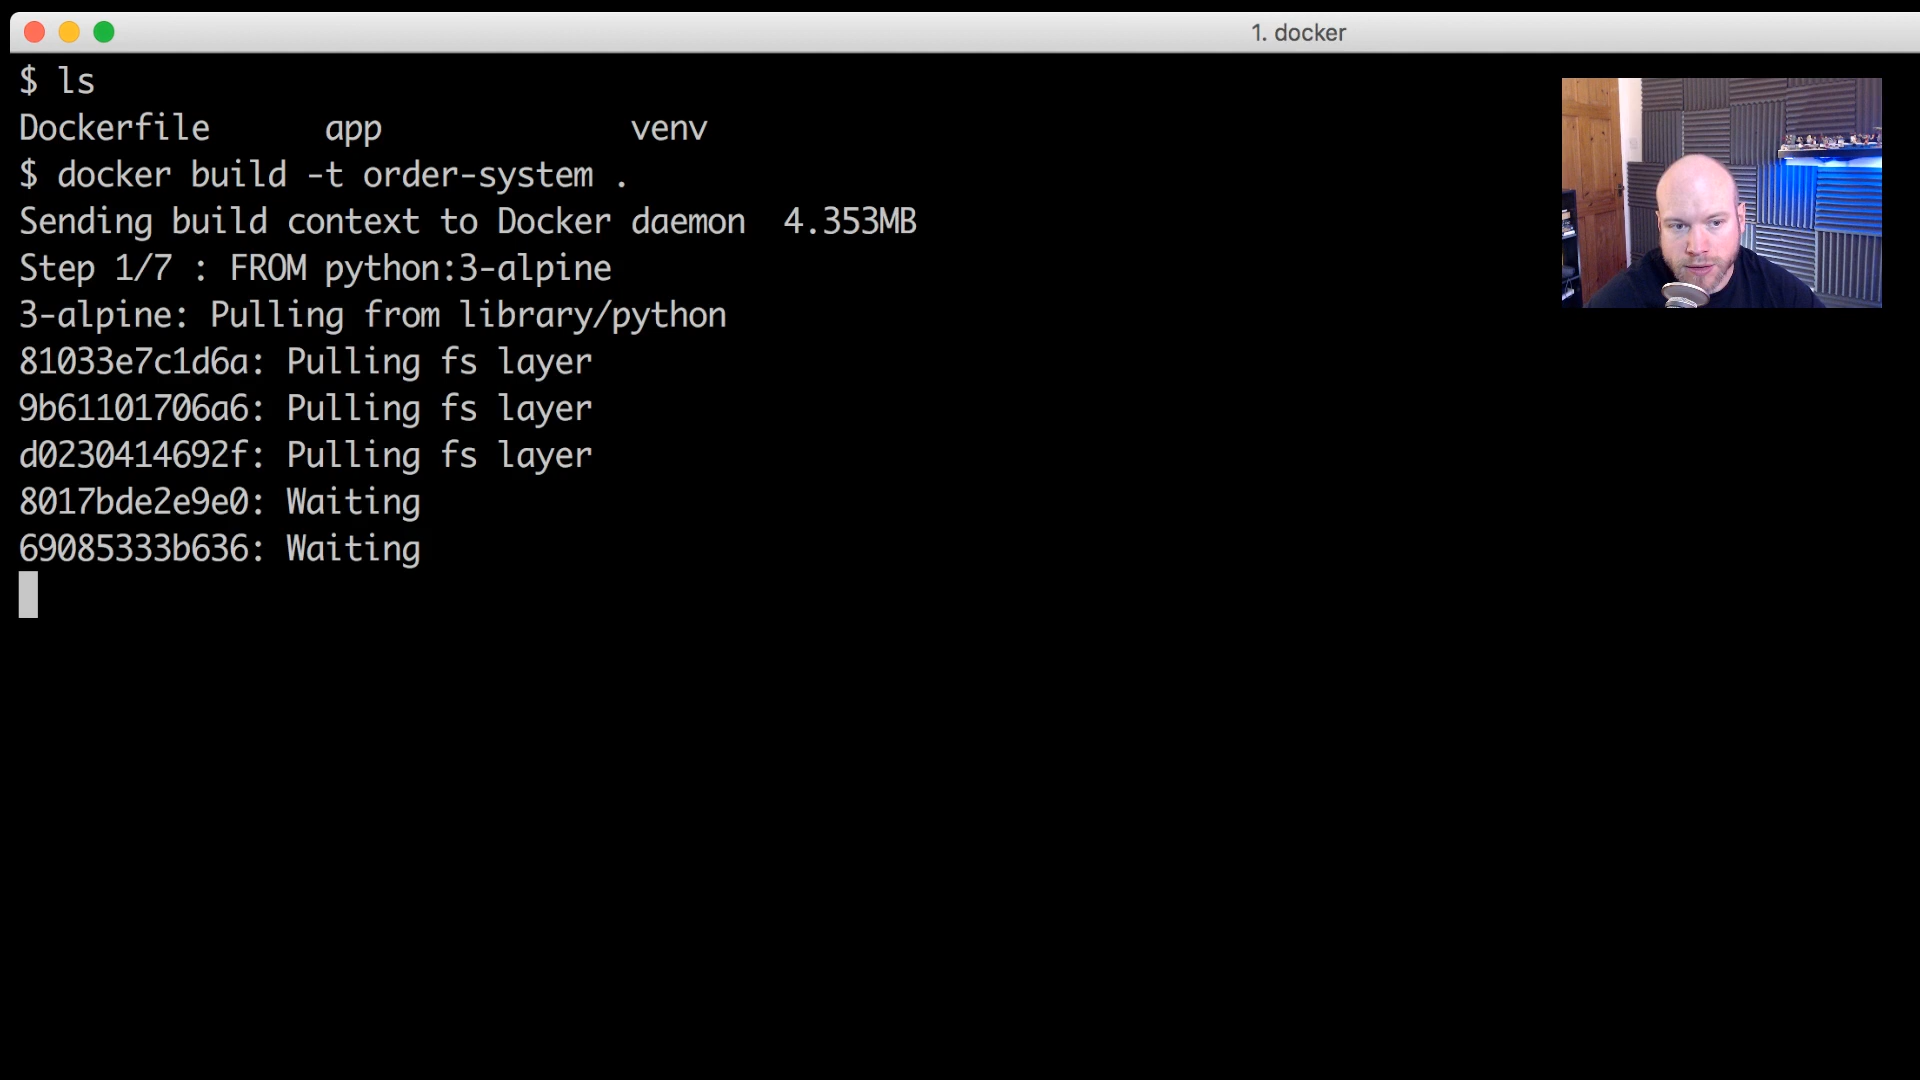 1. docker
$ ls
Dockerfile app venv
$ docker build -t order-system .
Sending build context to Docker daemon 4.353MB
Step 1/7 : FROM python:3-alpine
3-alpine: Pulling from library/python
81033e7c1d6a: Pulling fs layer
9b61101706a6: Pulling fs layer
d0230414692f: Pulling fs layer
8017bde2e9e0: Waiting
69085333b636: Waiting